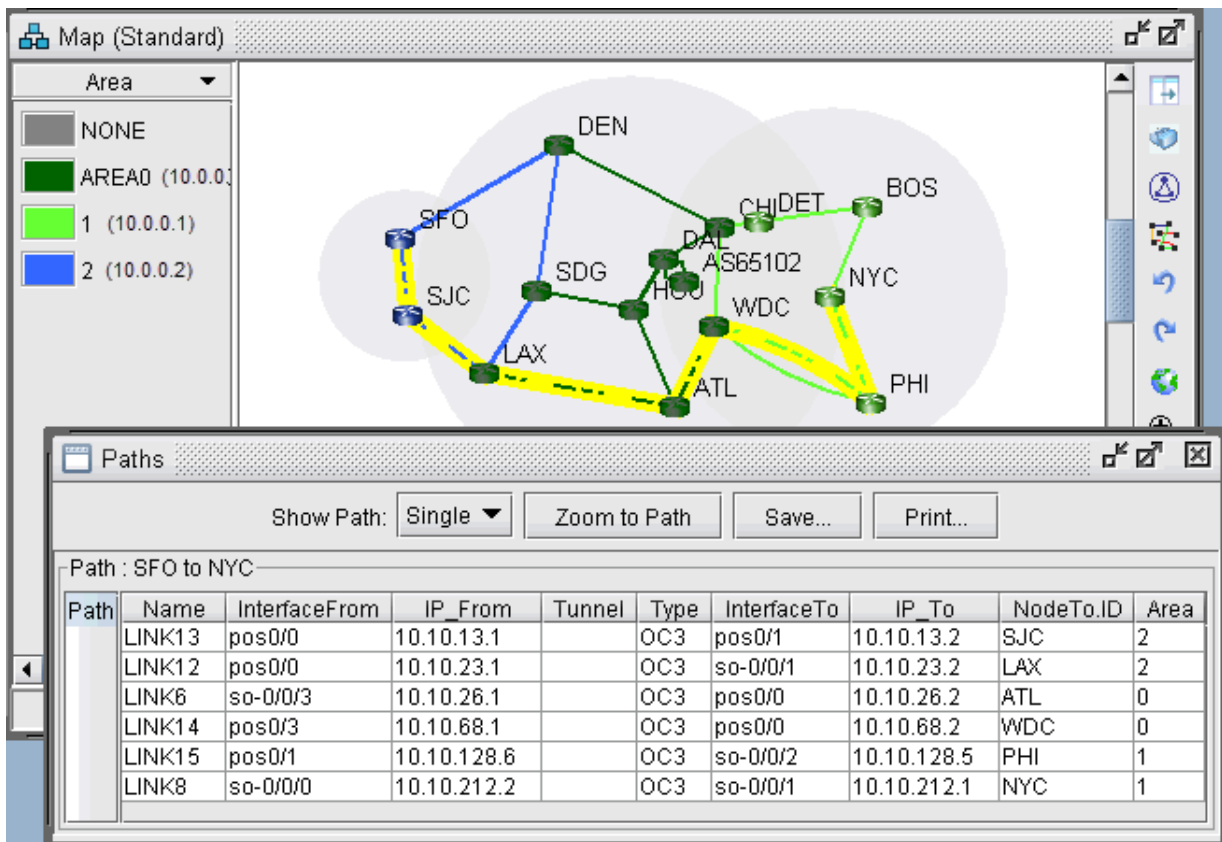 Map (Standard)
Area
NONE
AREA0 (10.0.0.
1 (10.0.0.1)
2 (10.0.0.2)
DEN
BOS
SFO
CHI
DET
DAL
AS65102
SDG
HOU
NYC
SJC
WDC
LAX
ATL
PHI
Paths
Show Path: Single Zoom to Path Save... Print...
Path : SFO to NYC
Path Name InterfaceFrom IP_From Tunnel Type InterfaceTo IP_To NodeTo.ID Area
LINK13 pos0/0 10.10.13.1 OC3 pos0/1 10.10.13.2 SJC 2
LINK12 pos0/0 10.10.23.1 OC3 so-0/0/1 10.10.23.2 LAX 2
LINK6 so-0/0/3 10.10.26.1 OC3 pos0/0 10.10.26.2 ATL 0
LINK14 pos0/3 10.10.68.1 OC3 pos0/0 10.10.68.2 WDC 0
LINK15 pos0/1 10.10.128.6 OC3 so-0/0/2 10.10.128.5 PHI 1
LINK8 so-0/0/0 10.10.212.2 OC3 so-0/0/1 10.10.212.1 NYC 1